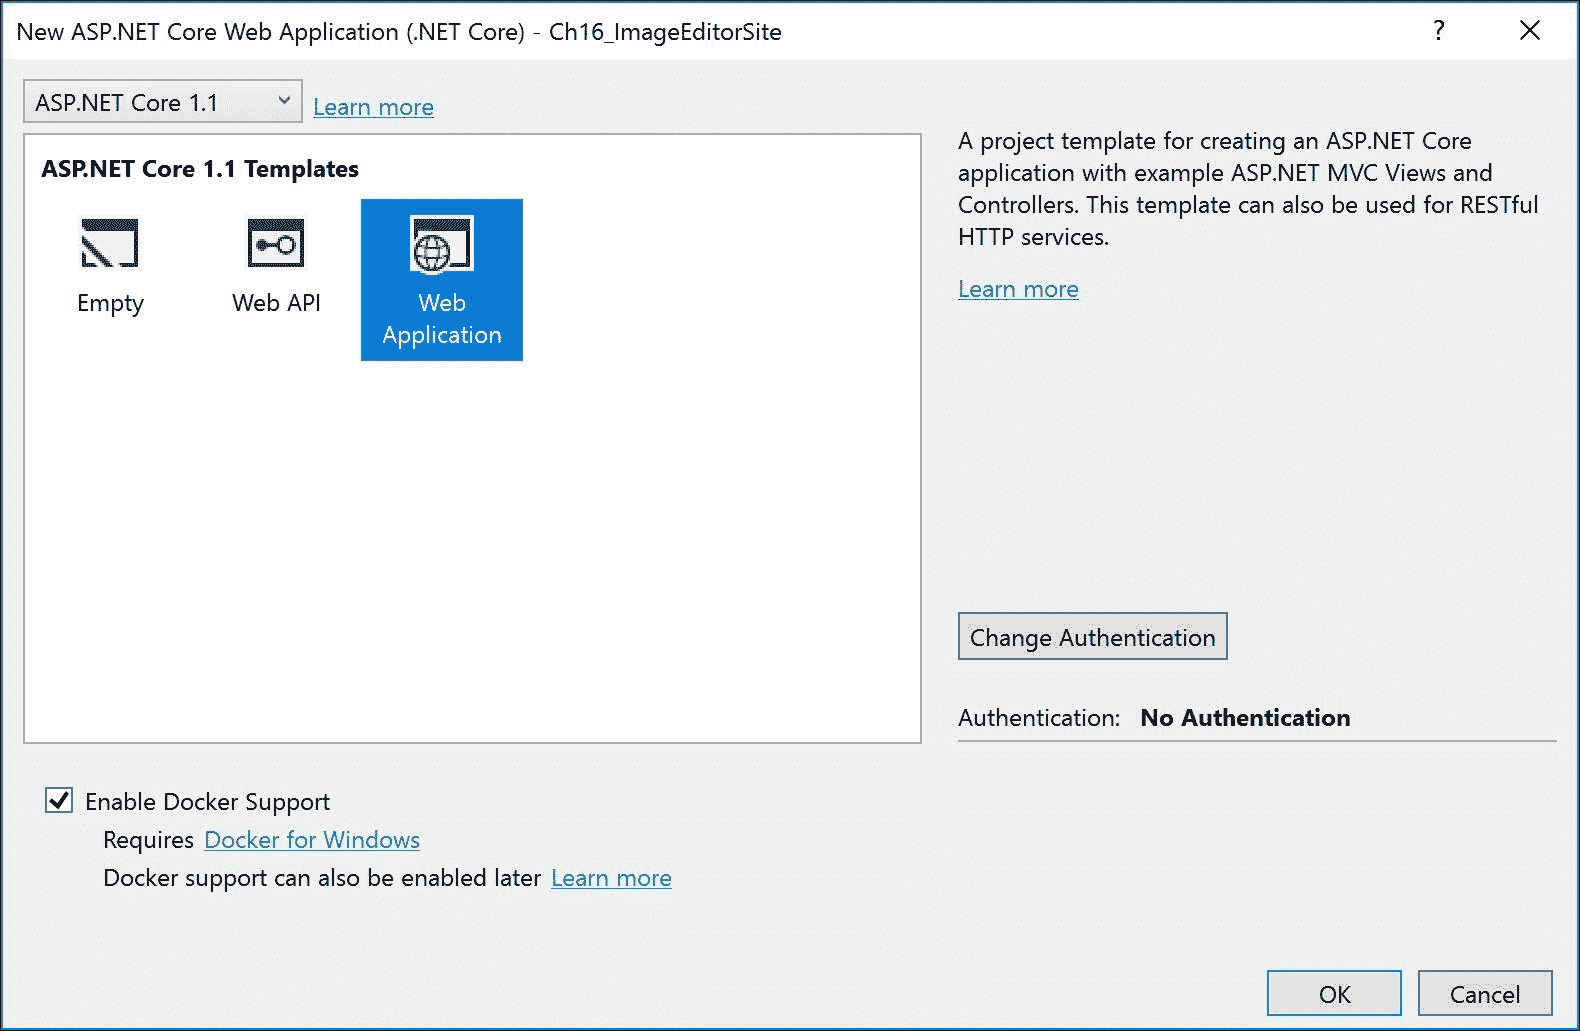 New ASP.NET Core Web Application (.NET Core) - Ch16_ImageEditorSite
?
ASP.NET Core 1.1
Learn more
ASP.NET Core 1.1 Templates
Empty
Web API
Web
Application
A project template for creating an ASP.NET Core
application with example ASP.NET MVC Views and
Controllers. This template can also be used for RESTful
HTTP services.
Learn more
Change Authentication
Authentication: No Authentication
Enable Docker Support
Requires Docker for Windows
Docker support can also be enabled later Learn more
OK
Cancel